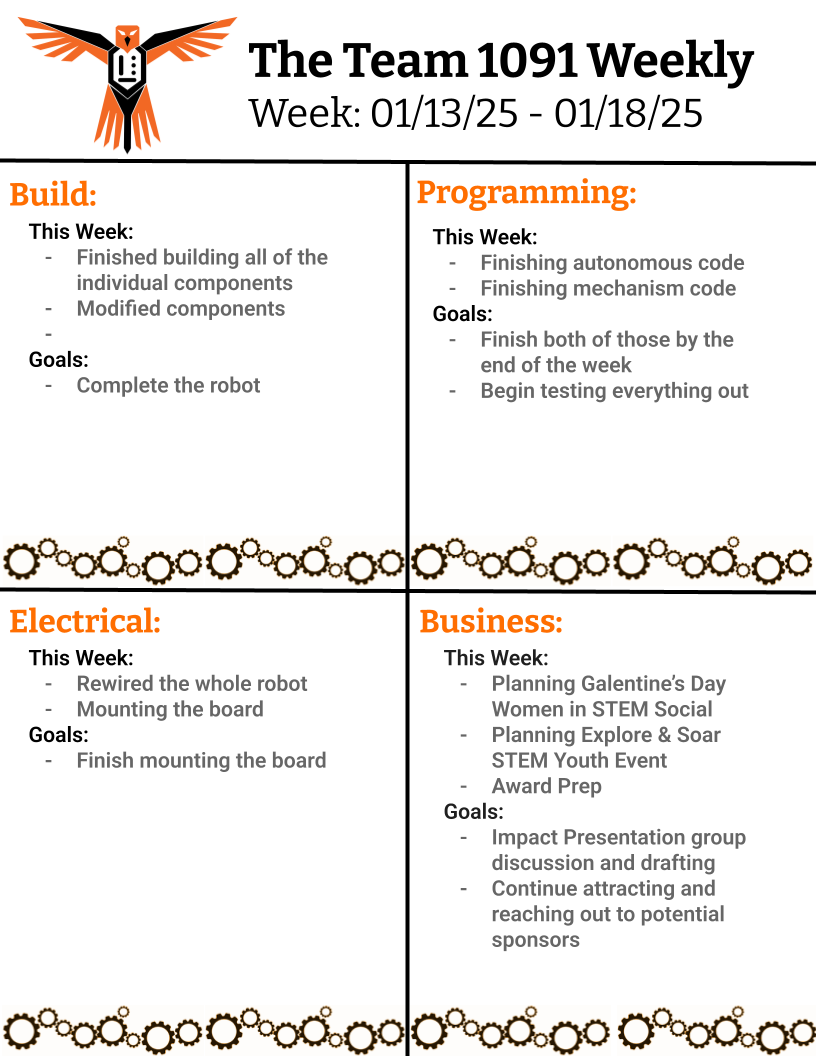 The Team 1091 Weekly
Week: 01/13/25 - 01/18/25
Build:
This Week:
- Finished building all of the
individual components
- Modified components
-
Goals:
- Complete the robot
Programming:
This Week:
- Finishing autonomous code
- Finishing mechanism code
Goals:
- Finish both of those by the
end of the week
- Begin testing everything out
Electrical:
This Week:
- Rewired the whole robot
- Mounting the board
Goals:
- Finish mounting the board
Business:
This Week:
- Planning Galentine’s Day
Women in STEM Social
- Planning Explore & Soar
STEM Youth Event
- Award Prep
Goals:
- Impact Presentation group
discussion and drafting
- Continue attracting and
reaching out to potential
sponsors